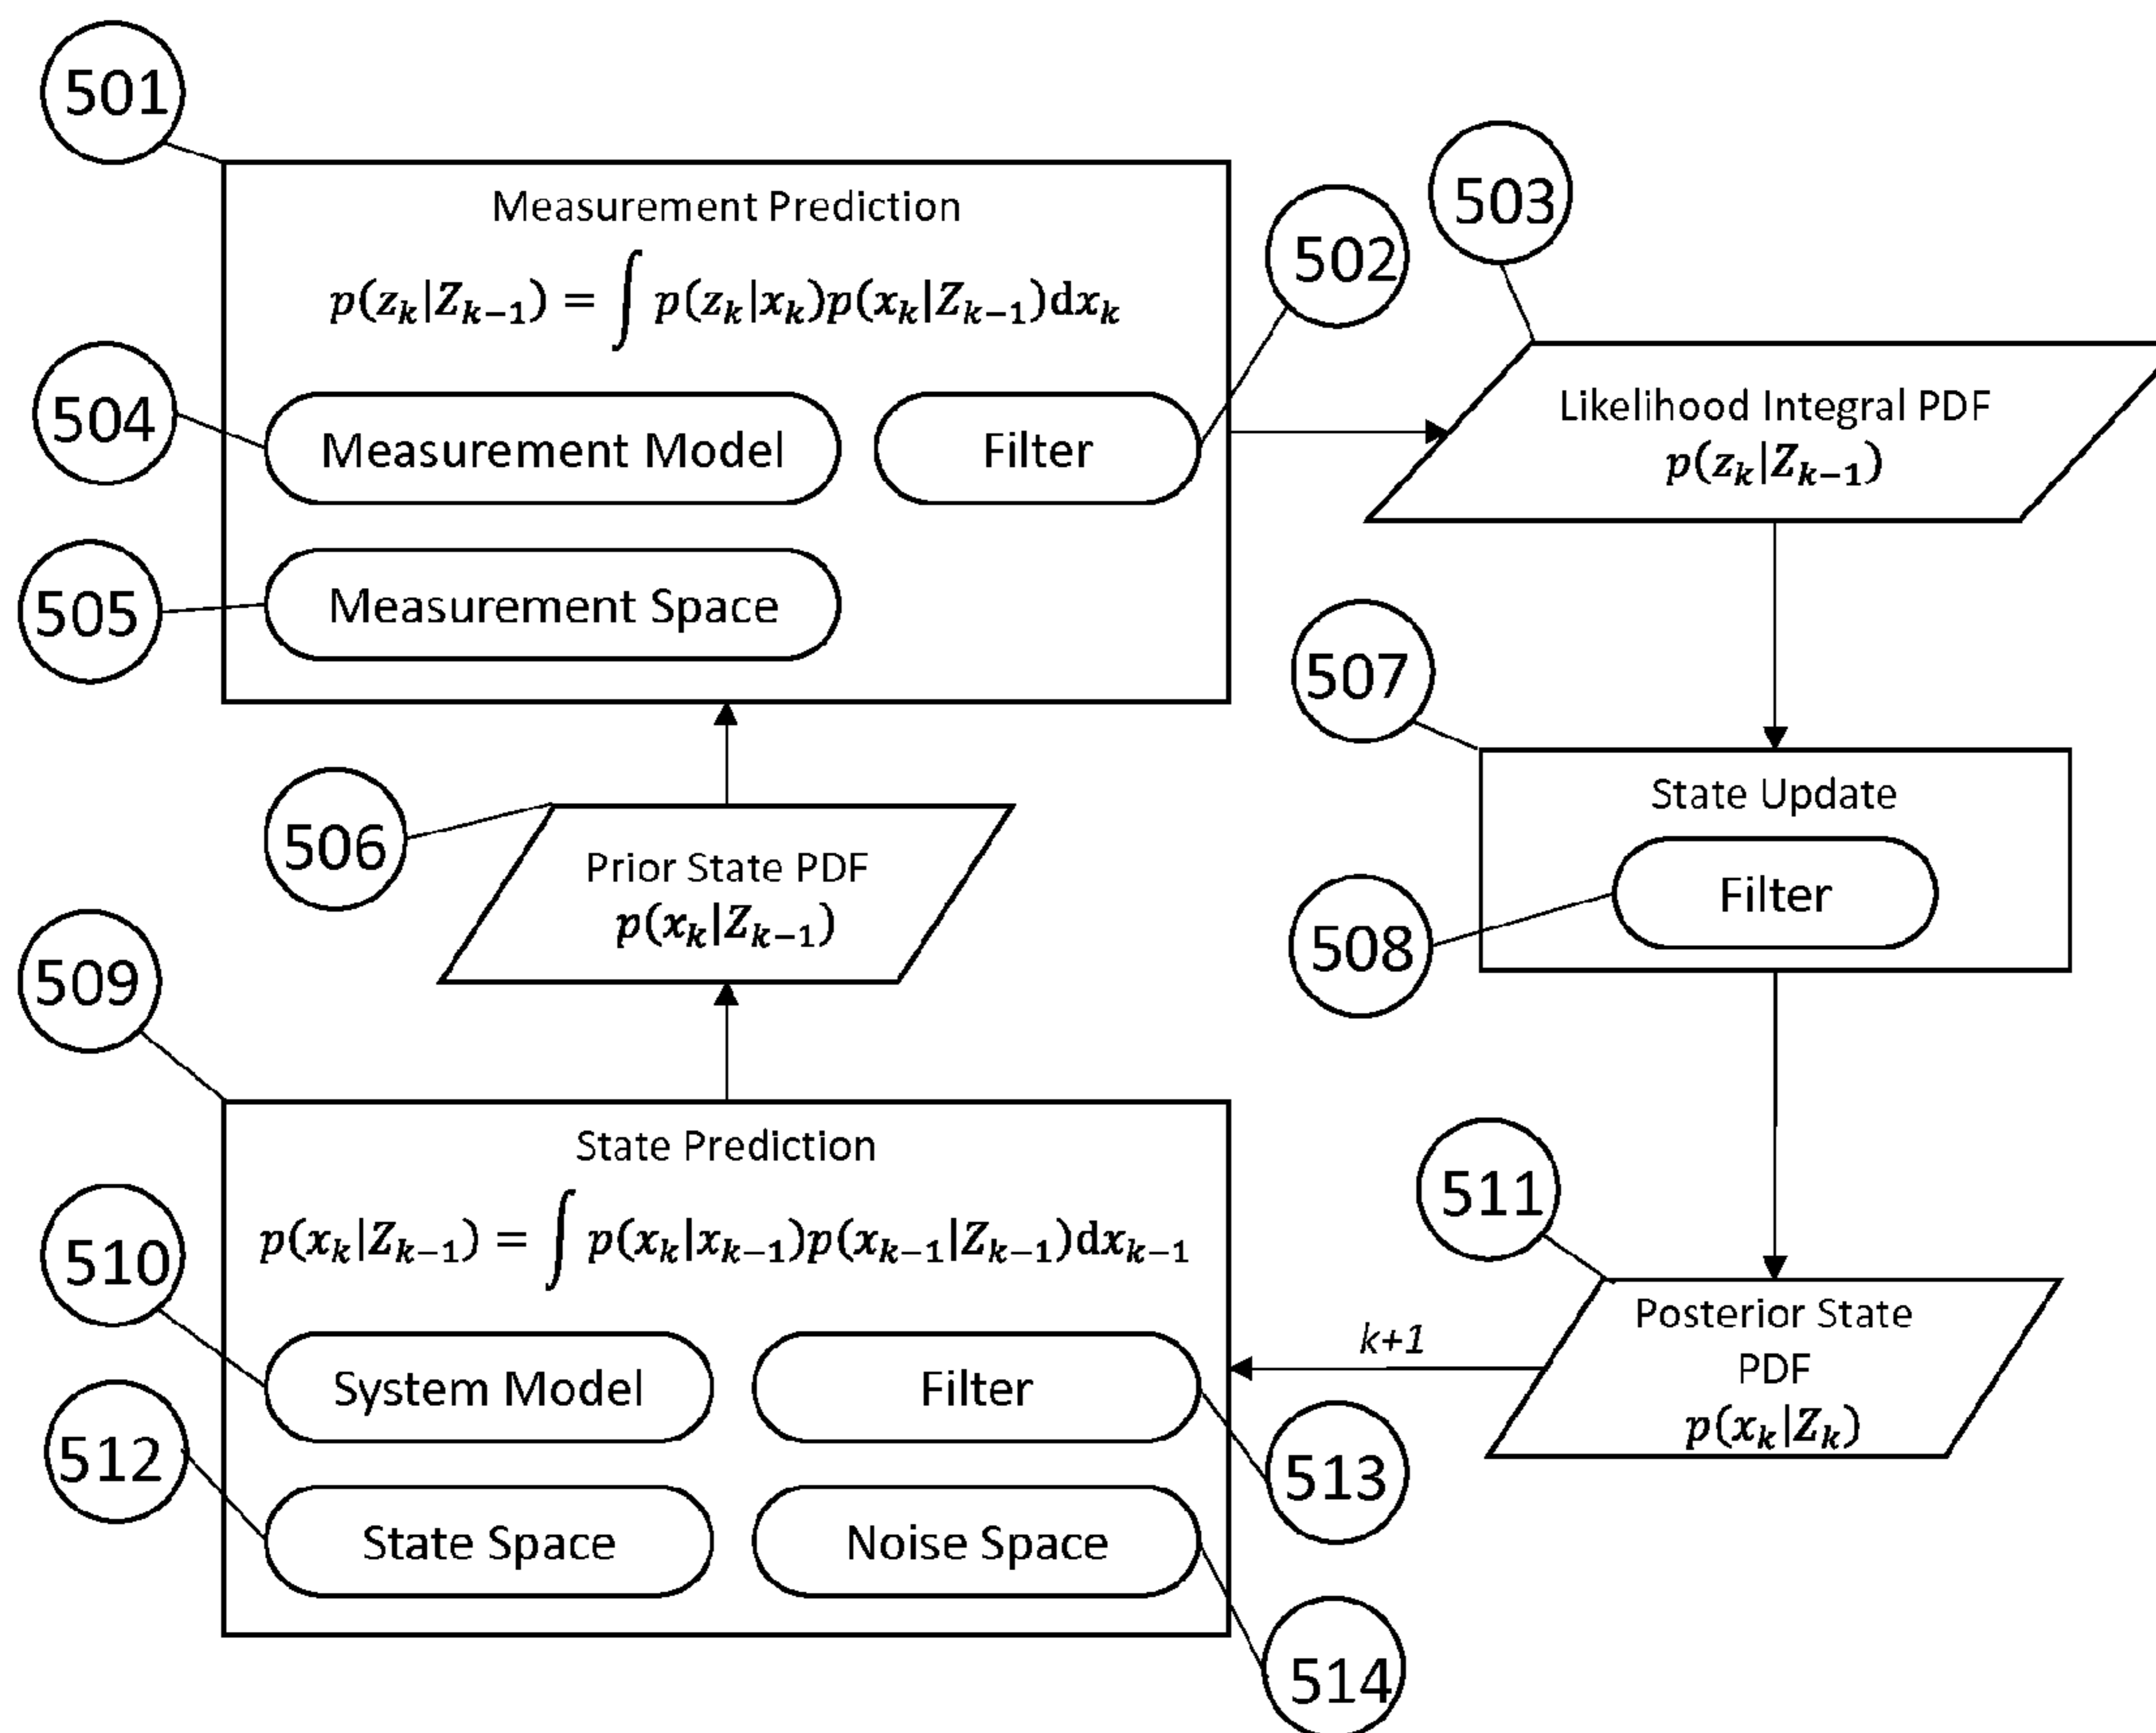 501
Measurement Prediction
p(z_k|Z_{k-1}) = ∫ p(z_k|x_k)p(x_k|Z_{k-1})dx_k
502
503
504
Measurement Model
Filter
Likelihood Integral PDF
p(z_k|Z_{k-1})
505
Measurement Space
506
Prior State PDF
p(x_k|Z_{k-1})
507
State Update
Filter
508
509
State Prediction
p(x_k|Z_{k-1}) = ∫ p(x_k|x_{k-1})p(x_{k-1}|Z_{k-1})dx_{k-1}
510
System Model
Filter
511
k+1
Posterior State
PDF
p(x_k|Z_k)
512
State Space
Noise Space
513
514